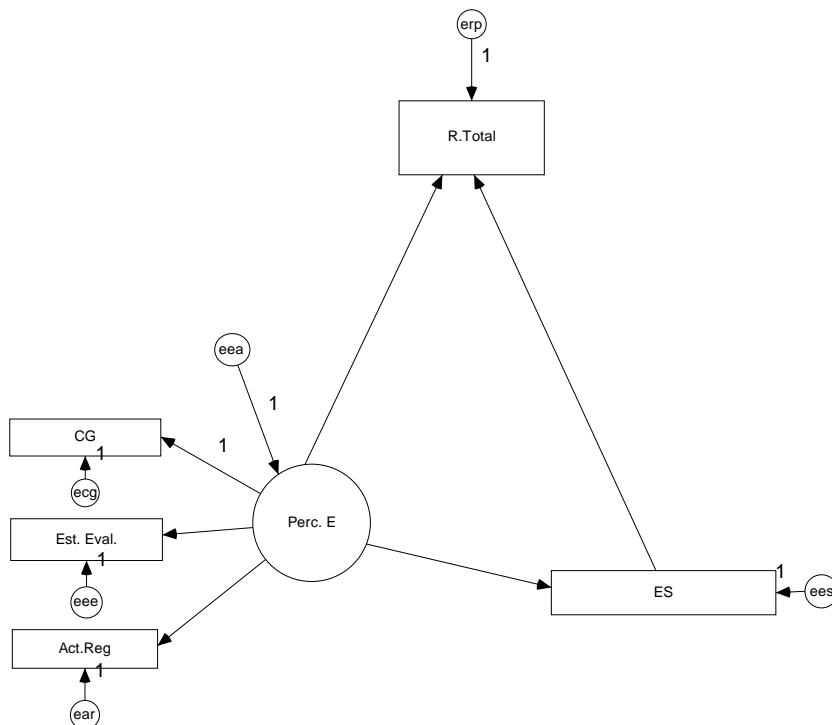 erp
1
R.Total
eea
1
1
CG
1
ecg
Perc. E
Est. Eval.
1
eee
ES
1
ees
Act.Reg
1
ear